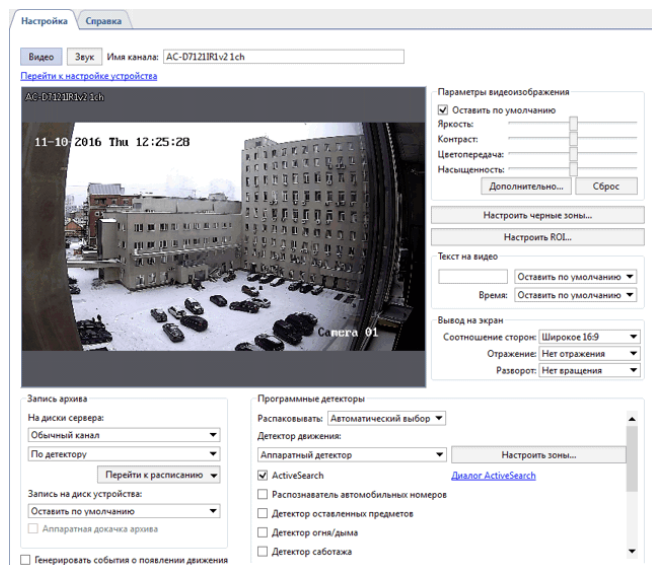 Настройка Справка
Видео Звук Имя канала: AC-D7121IR1v2 1ch
Перейти к настройке устройства
AC-D7121IR1v2 1ch
11-10-2016 Thu 12:25:28
Camera 01
Параметры видеоизображения
Оставить по умолчанию
Яркость:
Контраст:
Цветопередача:
Насыщенность:
Дополнительно... Сброс
Настроить черные зоны...
Настроить ROI...
Текст на видео
Оставить по умолчанию
Время: Оставить по умолчанию
Вывод на экран
Соотношение сторон: Широкое 16:9
Отражение: Нет отражения
Разворот: Нет вращения
Запись архива
На диски сервера:
Обычный канал
По детектору
Перейти к расписанию
Запись на диск устройства:
Оставить по умолчанию
Аппаратная докачка архива
Генерировать события о появлении движения
Программные детекторы
Распаковывать: Автоматический выбор
Детектор движения:
Аппаратный детектор Настроить зоны...
ActiveSearch Диалог ActiveSearch
Распознаватель автомобильных номеров
Детектор оставленных предметов
Детектор огня/дыма
Детектор саботажа